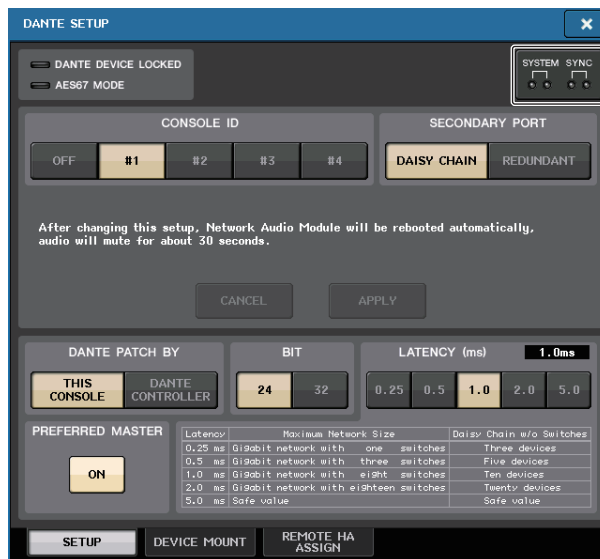 DANTE SETUP
DANTE DEVICE LOCKED
AES67 MODE
SYSTEM SYNC
CONSOLE ID
OFF #1 #2 #3 #4
SECONDARY PORT
DAISY CHAIN REDUNDANT
After changing this setup, Network Audio Module will be rebooted automatically,
audio will mute for about 30 seconds.
CANCEL APPLY
DANTE PATCH BY
THIS CONSOLE DANTE CONTROLLER
BIT
24 32
LATENCY (ms) 1.0ms
0.25 0.5 1.0 2.0 5.0
PREFERRED MASTER
ON
Latency Maximum Network Size Daisy Chain w/o Switches
0.25 ms Gigabit network with one switches Three devices
0.5 ms Gigabit network with three switches Five devices
1.0 ms Gigabit network with eight switches Ten devices
2.0 ms Gigabit network with eighteen switches Twenty devices
5.0 ms Safe value Safe value
SETUP DEVICE MOUNT REMOTE HA ASSIGN